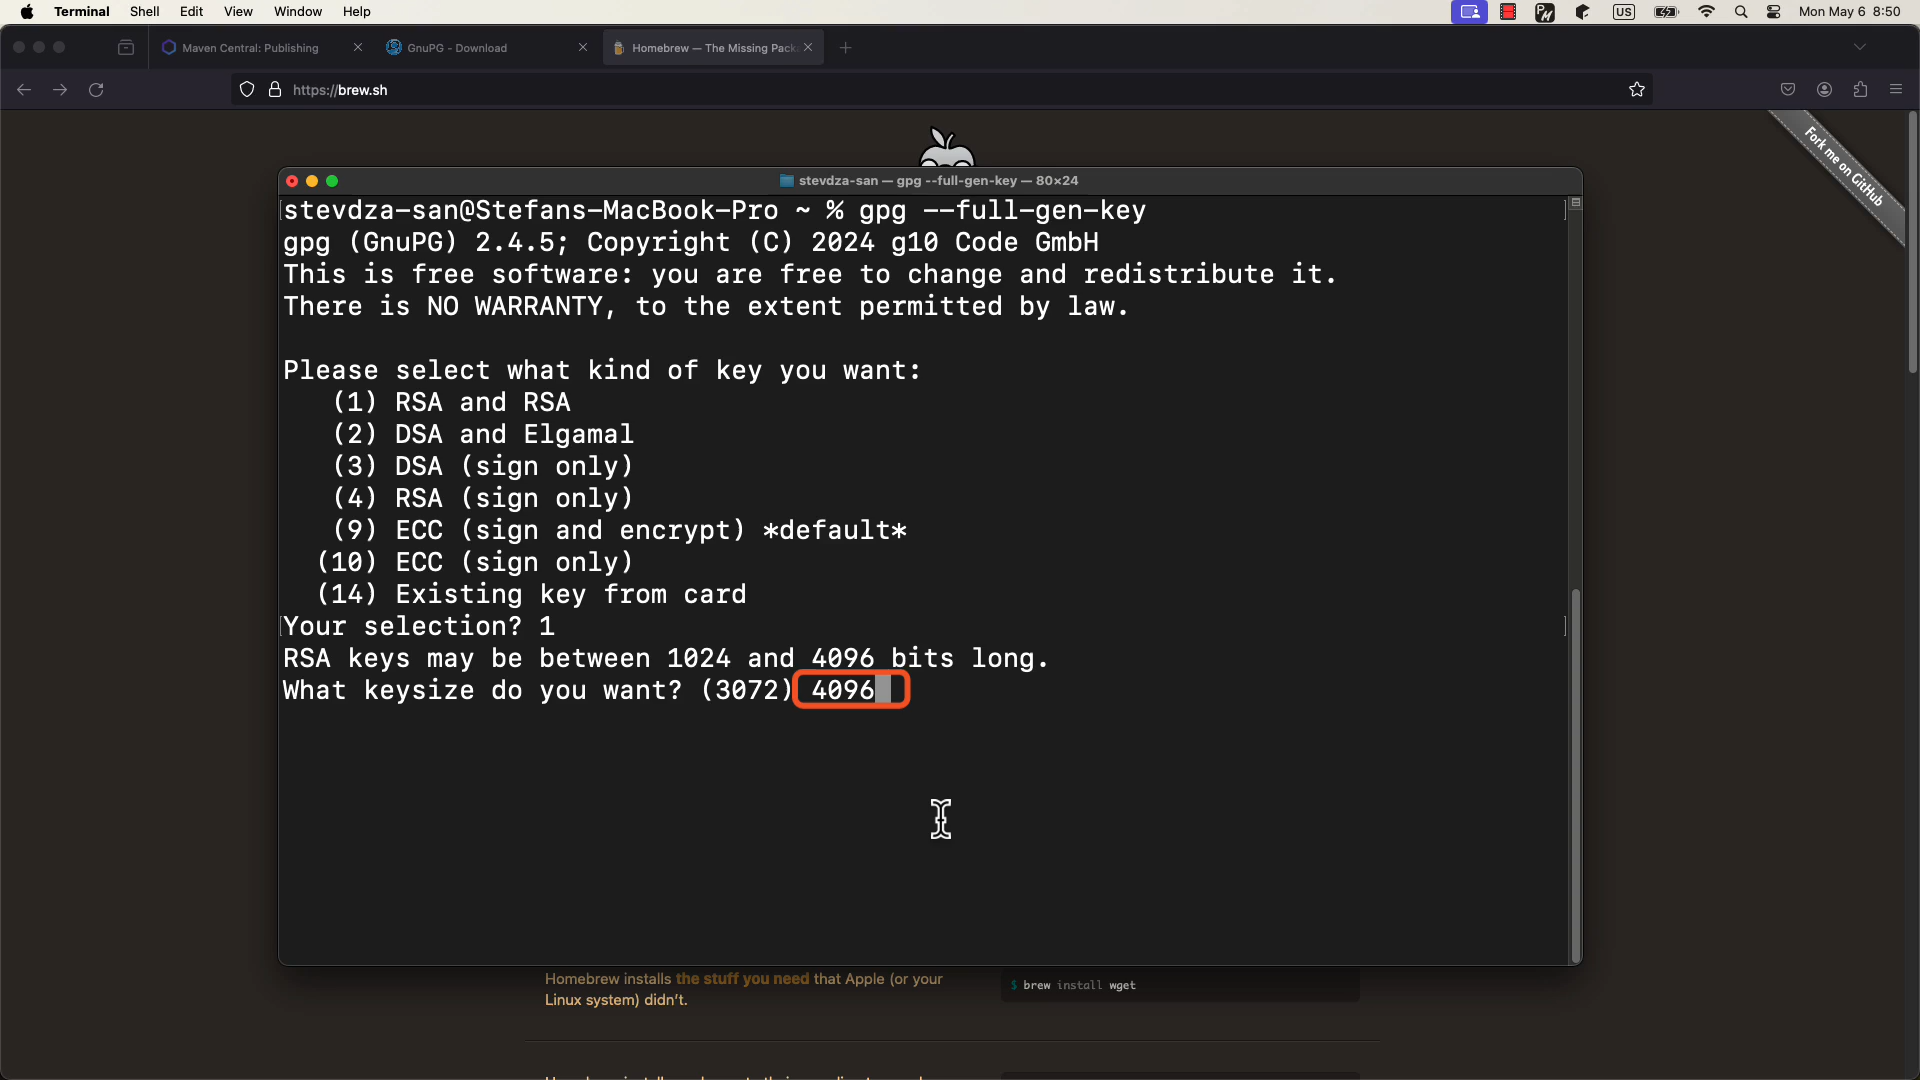 Terminal Shell Edit View Window Help US Mon May 6 8:50
Maven Central: Publishing GnuPG - Download Homebrew — The Missing Pack
https://brew.sh
Fork me on GitHub
stevdza-san — gpg --full-gen-key — 80×24
stevdza-san@Stefans-MacBook-Pro ~ % gpg --full-gen-key
gpg (GnuPG) 2.4.5; Copyright (C) 2024 g10 Code GmbH
This is free software: you are free to change and redistribute it.
There is NO WARRANTY, to the extent permitted by law.
Please select what kind of key you want:
(1) RSA and RSA
(2) DSA and Elgamal
(3) DSA (sign only)
(4) RSA (sign only)
(9) ECC (sign and encrypt) *default*
(10) ECC (sign only)
(14) Existing key from card
Your selection? 1
RSA keys may be between 1024 and 4096 bits long.
What keysize do you want? (3072) 4096
Homebrew installs the stuff you need that Apple (or your
Linux system) didn't.
$ brew install wget